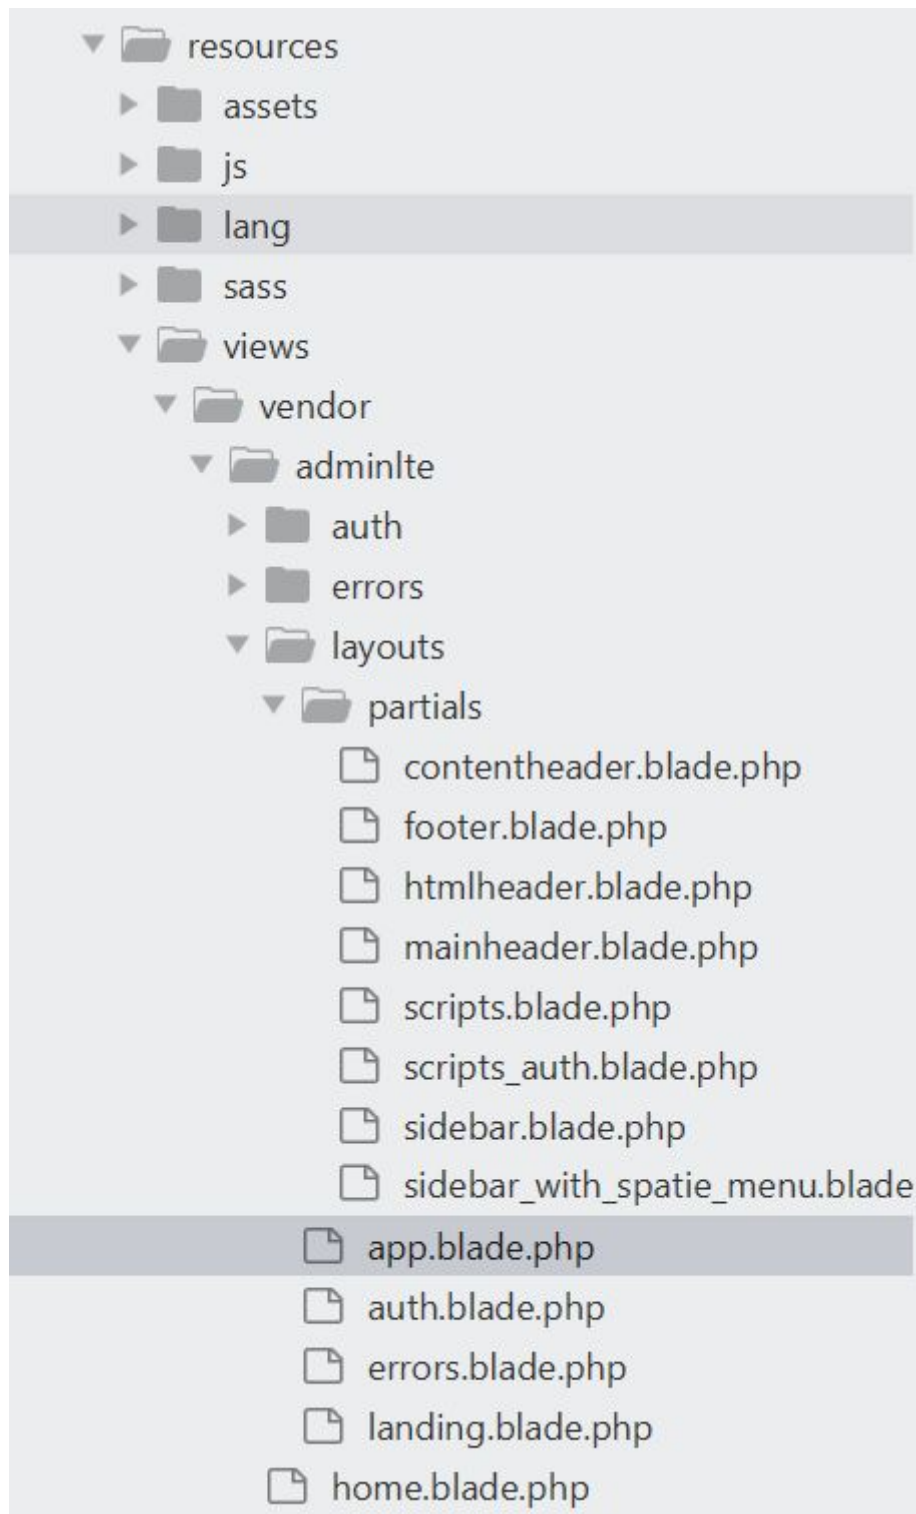 resources
assets
js
lang
sass
views
vendor
adminlte
auth
errors
layouts
partials
contentheader.blade.php
footer.blade.php
htmlheader.blade.php
mainheader.blade.php
scripts.blade.php
scripts_auth.blade.php
sidebar.blade.php
sidebar_with_spatie_menu.blade
app.blade.php
auth.blade.php
errors.blade.php
landing.blade.php
home.blade.php